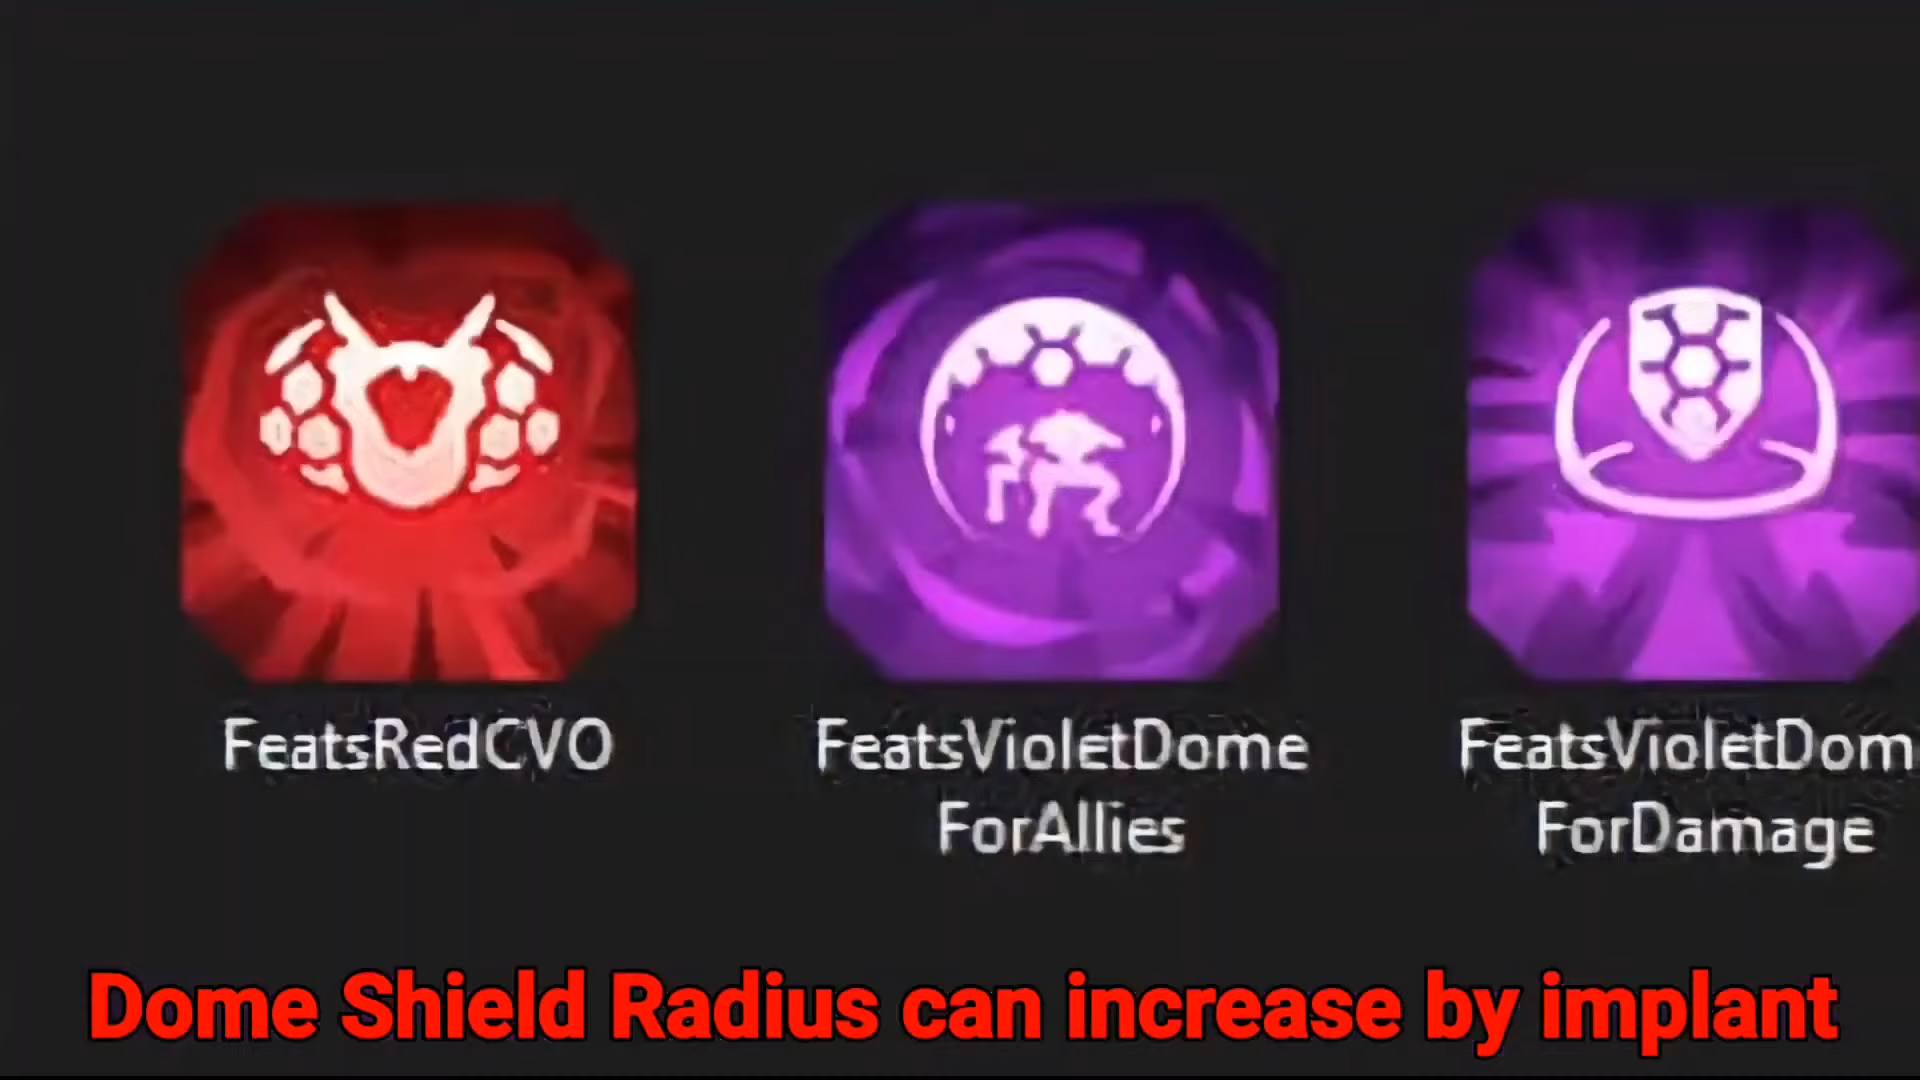 FeatsRedCVO
FeatsVioletDome
ForAllies
FeatsVioletDom
ForDamage
Dome Shield Radius can increase by implant